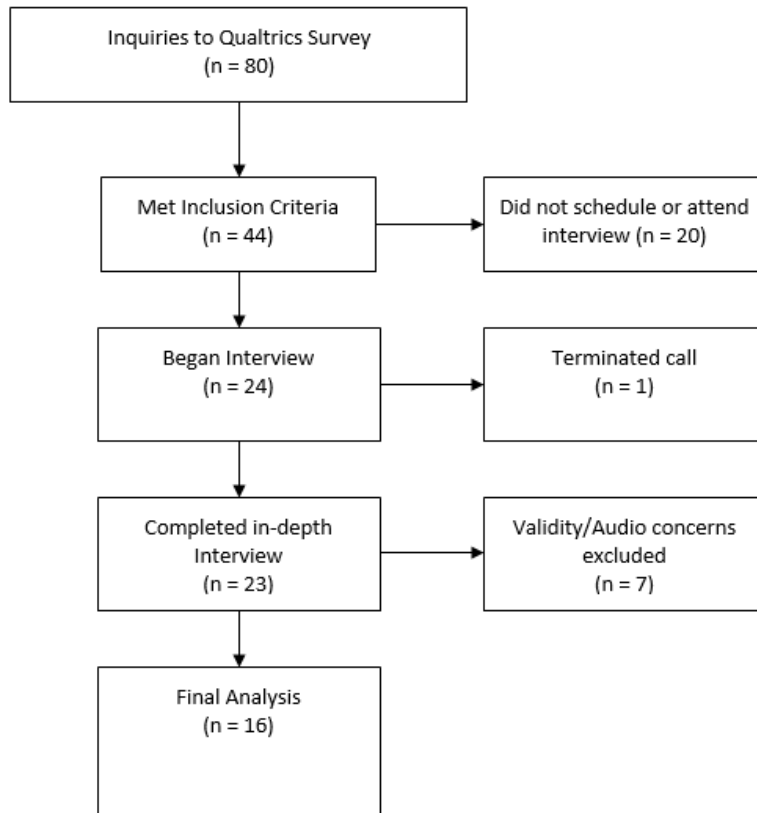 Inquiries to Qualtrics Survey
(n = 80)
Met Inclusion Criteria
(n = 44)
Did not schedule or attend
interview (n = 20)
Began Interview
(n = 24)
Terminated call
(n = 1)
Completed in-depth
Interview
(n = 23)
Validity/Audio concerns
excluded
(n = 7)
Final Analysis
(n = 16)